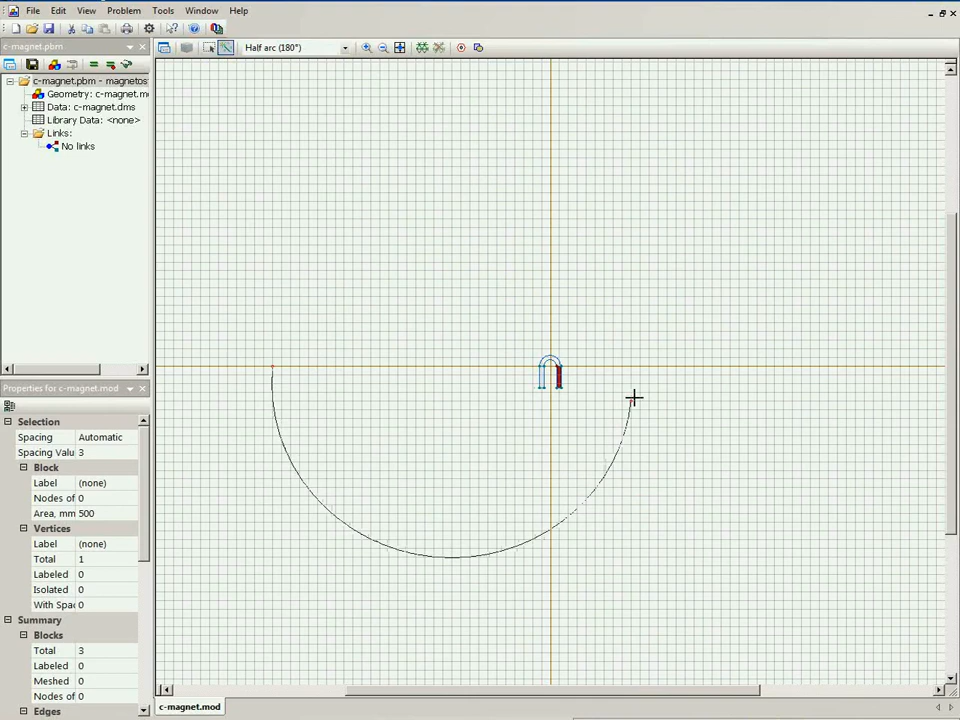 File Edit View Problem Tools Window Help
c-magnet.pbm
Half arc (180°)
c-magnet.pbm - magnetos
Geometry: c-magnet.m
Data: c-magnet.dms
Library Data: <none>
Links:
No links
Properties for c-magnet.mod
Selection
Spacing Automatic
Spacing Valu 3
Block
Label (none)
Nodes of 0
Area, mm 500
Vertices
Label (none)
Total 1
Labeled 0
Isolated 0
With Spac 0
Summary
Blocks
Total 3
Labeled 0
Meshed 0
Nodes of 0
Edges
c-magnet.mod